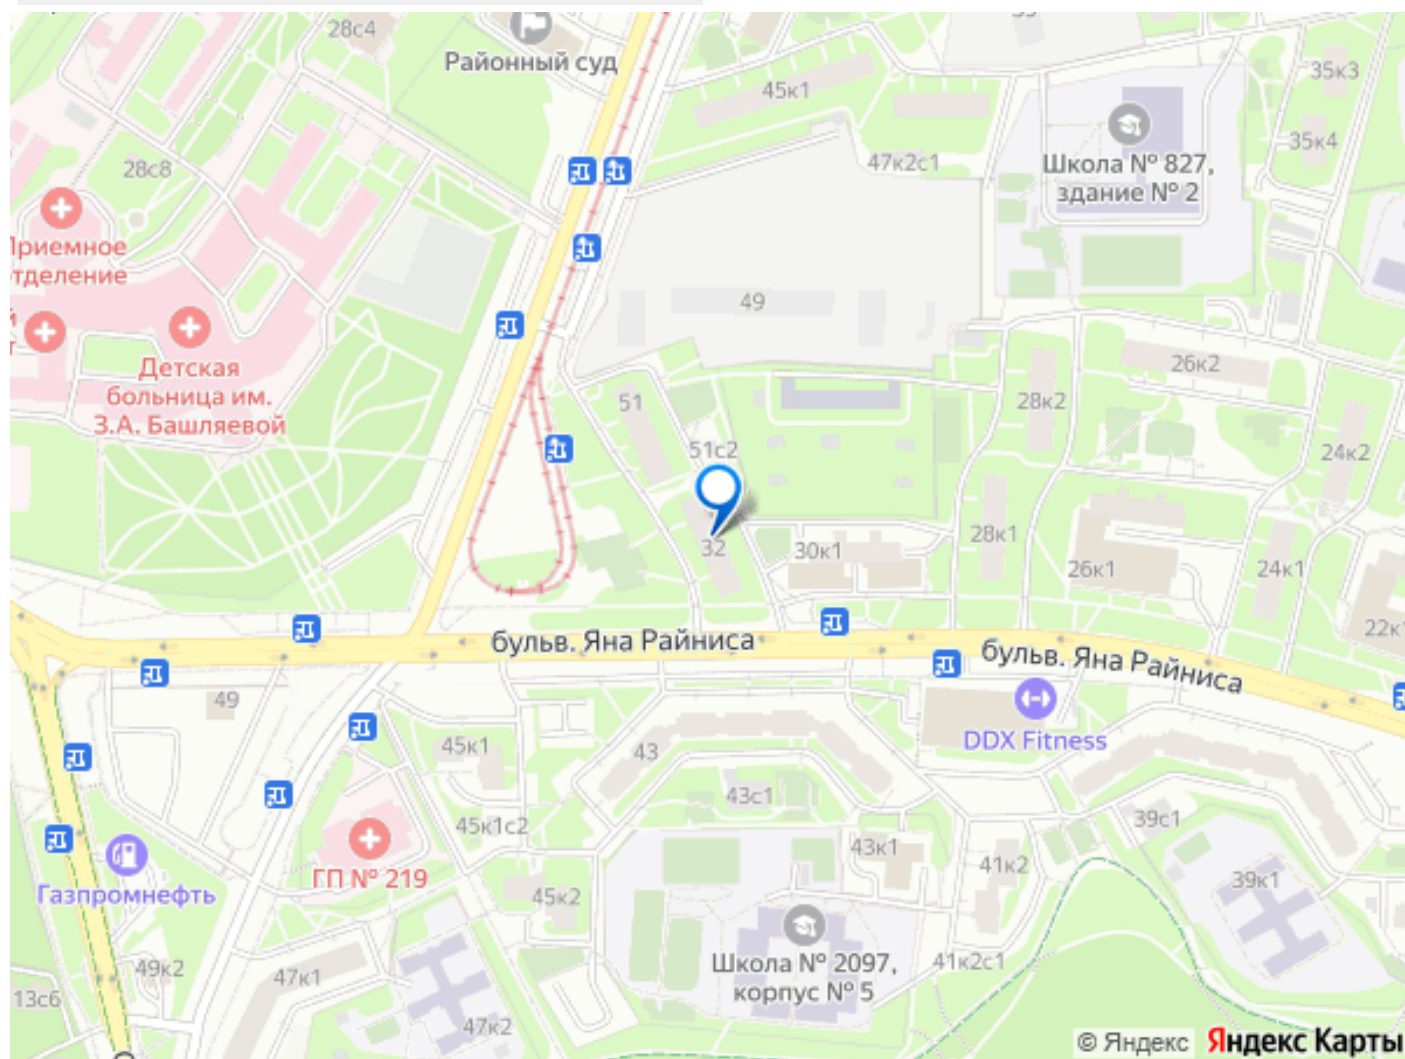 28с4
Районный суд
45к1
35к3
35к4
47к2с1
Школа № 827,
здание № 2
28с8
Приемное
отделение
49
Детская
больница им.
З.А. Башляевой
51
26к2
28к2
51с2
24к2
32
30к1
28к1
26к1
24к1
22к1
бульв. Яна Райниса
бульв. Яна Райниса
49
45к1
43
DDX Fitness
43с1
45к1с2
39с1
43к1
41к2
39к1
ГП № 219
Газпромнефть
45к2
Школа № 2097,
корпус № 5
41к2с1
49к2
47к1
13с6
47к2
© Яндекс Яндекс Карты